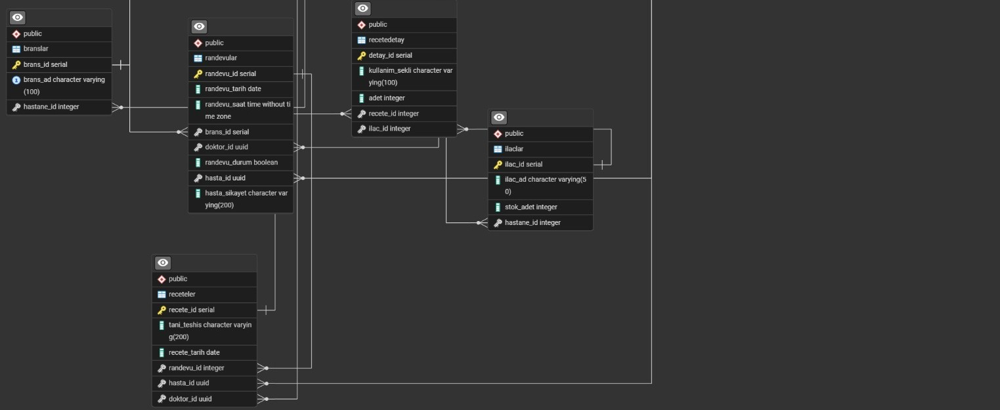 public
branslar
brans_id serial
brans_ad character varying
(100)
hastane_id integer
public
randevular
randevu_id serial
randevu_tarih date
randevu_saat time without ti
me zone
brans_id serial
doktor_id uuid
randevu_durum boolean
hasta_id uuid
hasta_sikayet character var
ying(200)
public
recetedetay
detay_id serial
kullanim_sekli character var
ying(100)
adet integer
recete_id integer
ilac_id integer
public
ilaclar
ilac_id serial
ilac_ad character varying(5
0)
stok_adet integer
hastane_id integer
public
receteler
recete_id serial
tani_teshis character varyin
g(200)
recete_tarih date
randevu_id integer
hasta_id uuid
doktor_id uuid